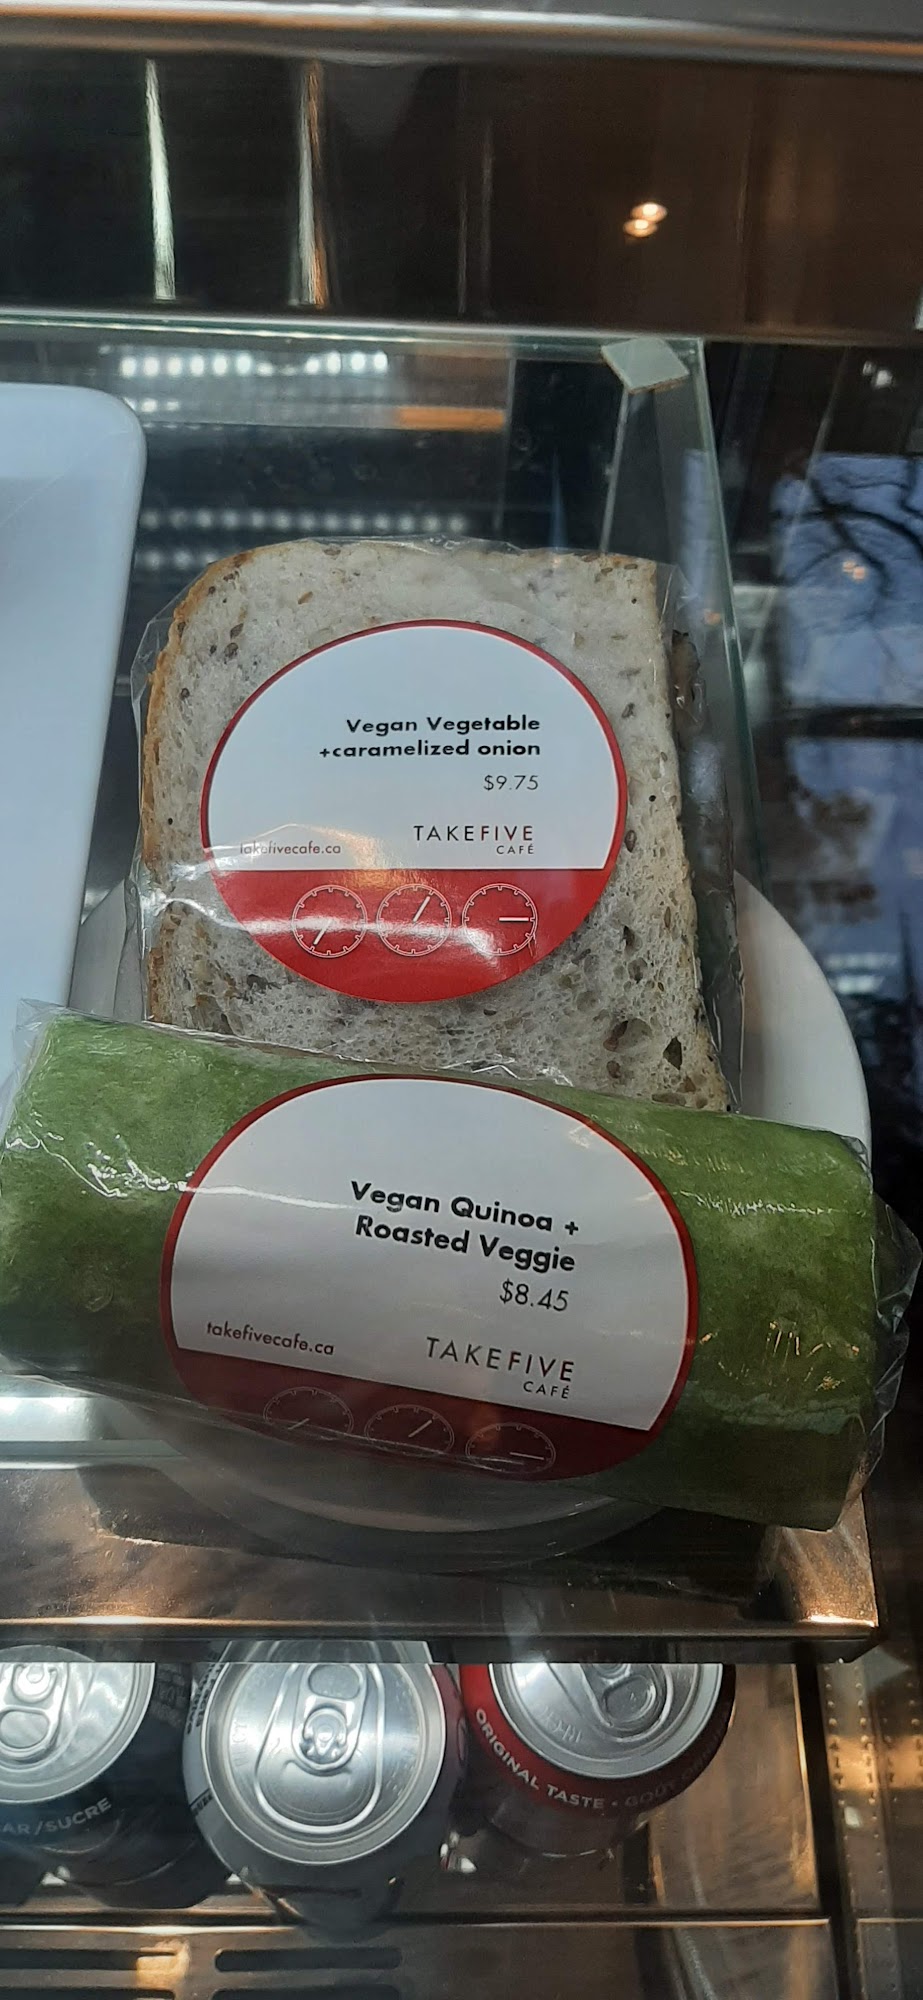 Vegan Vegetable
+caramelized onion
$9.75
TAKEFIVE
CAFÉ
takefivecafe.ca
Vegan Quinoa +
Roasted Veggie
$8.45
takefivecafe.ca
TAKEFIVE
CAFÉ
AR/SUCRE
ORIGINAL TASTE • GOÛT